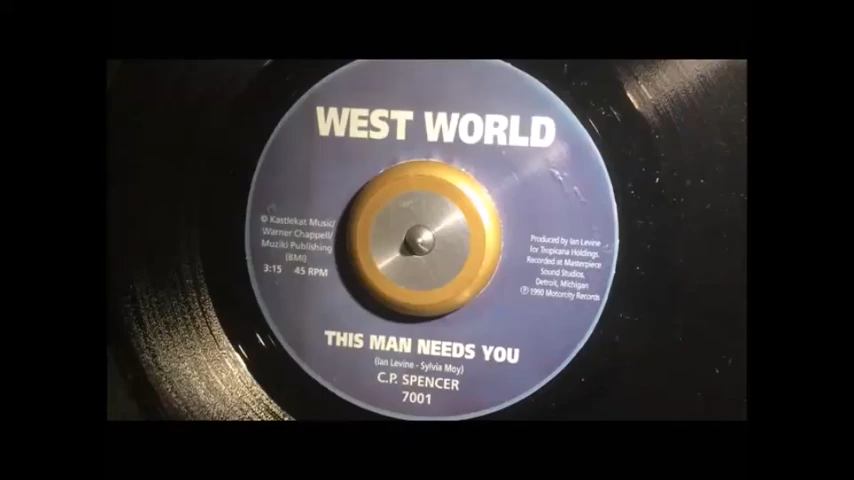 WEST WORLD
© Kastlekat Music/
Warner Chappell/
Muziki Publishing
(BMI)
3:15 45 RPM
Produced by Ian Levine
for Tropicana Holdings.
Recorded at Masterpiece
Sound Studios,
Detroit, Michigan
℗ 1990 Motorcity Records
THIS MAN NEEDS YOU
(Ian Levine - Sylvia Moy)
C.P. SPENCER
7001